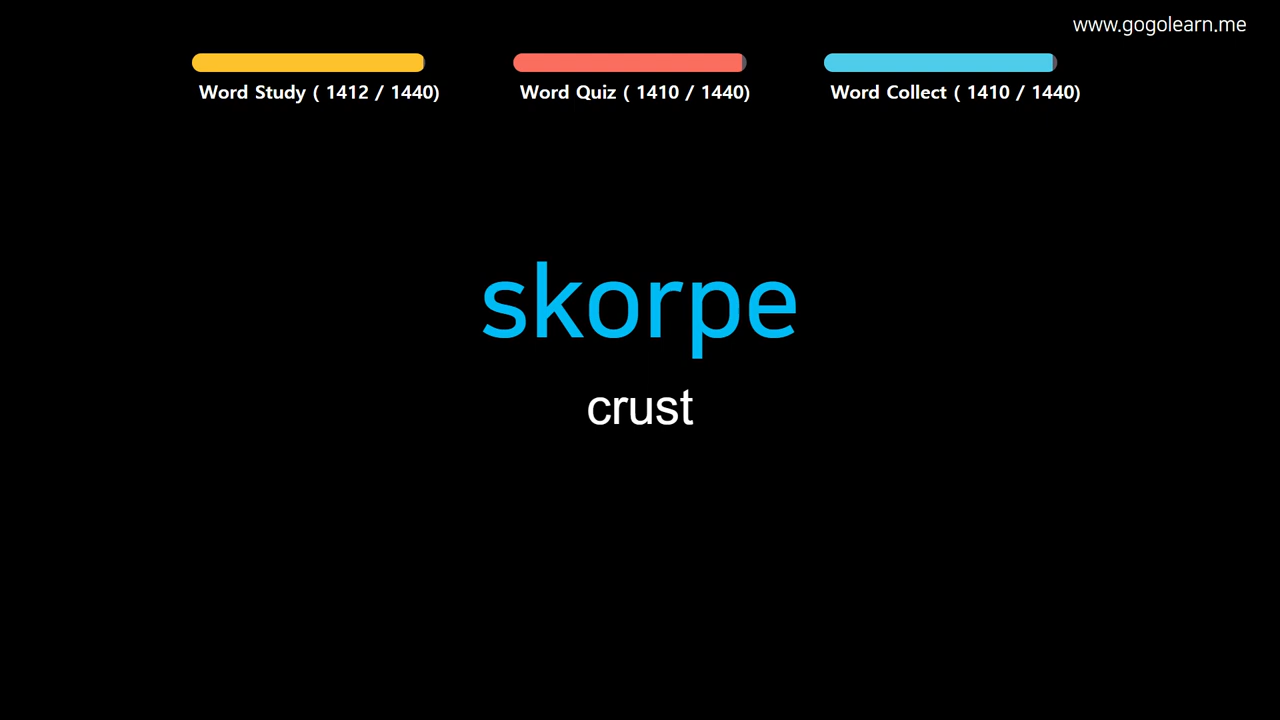 www.gogolearn.me
Word Study ( 1412 / 1440)
Word Quiz ( 1410 / 1440)
Word Collect ( 1410 / 1440)
skorpe
crust